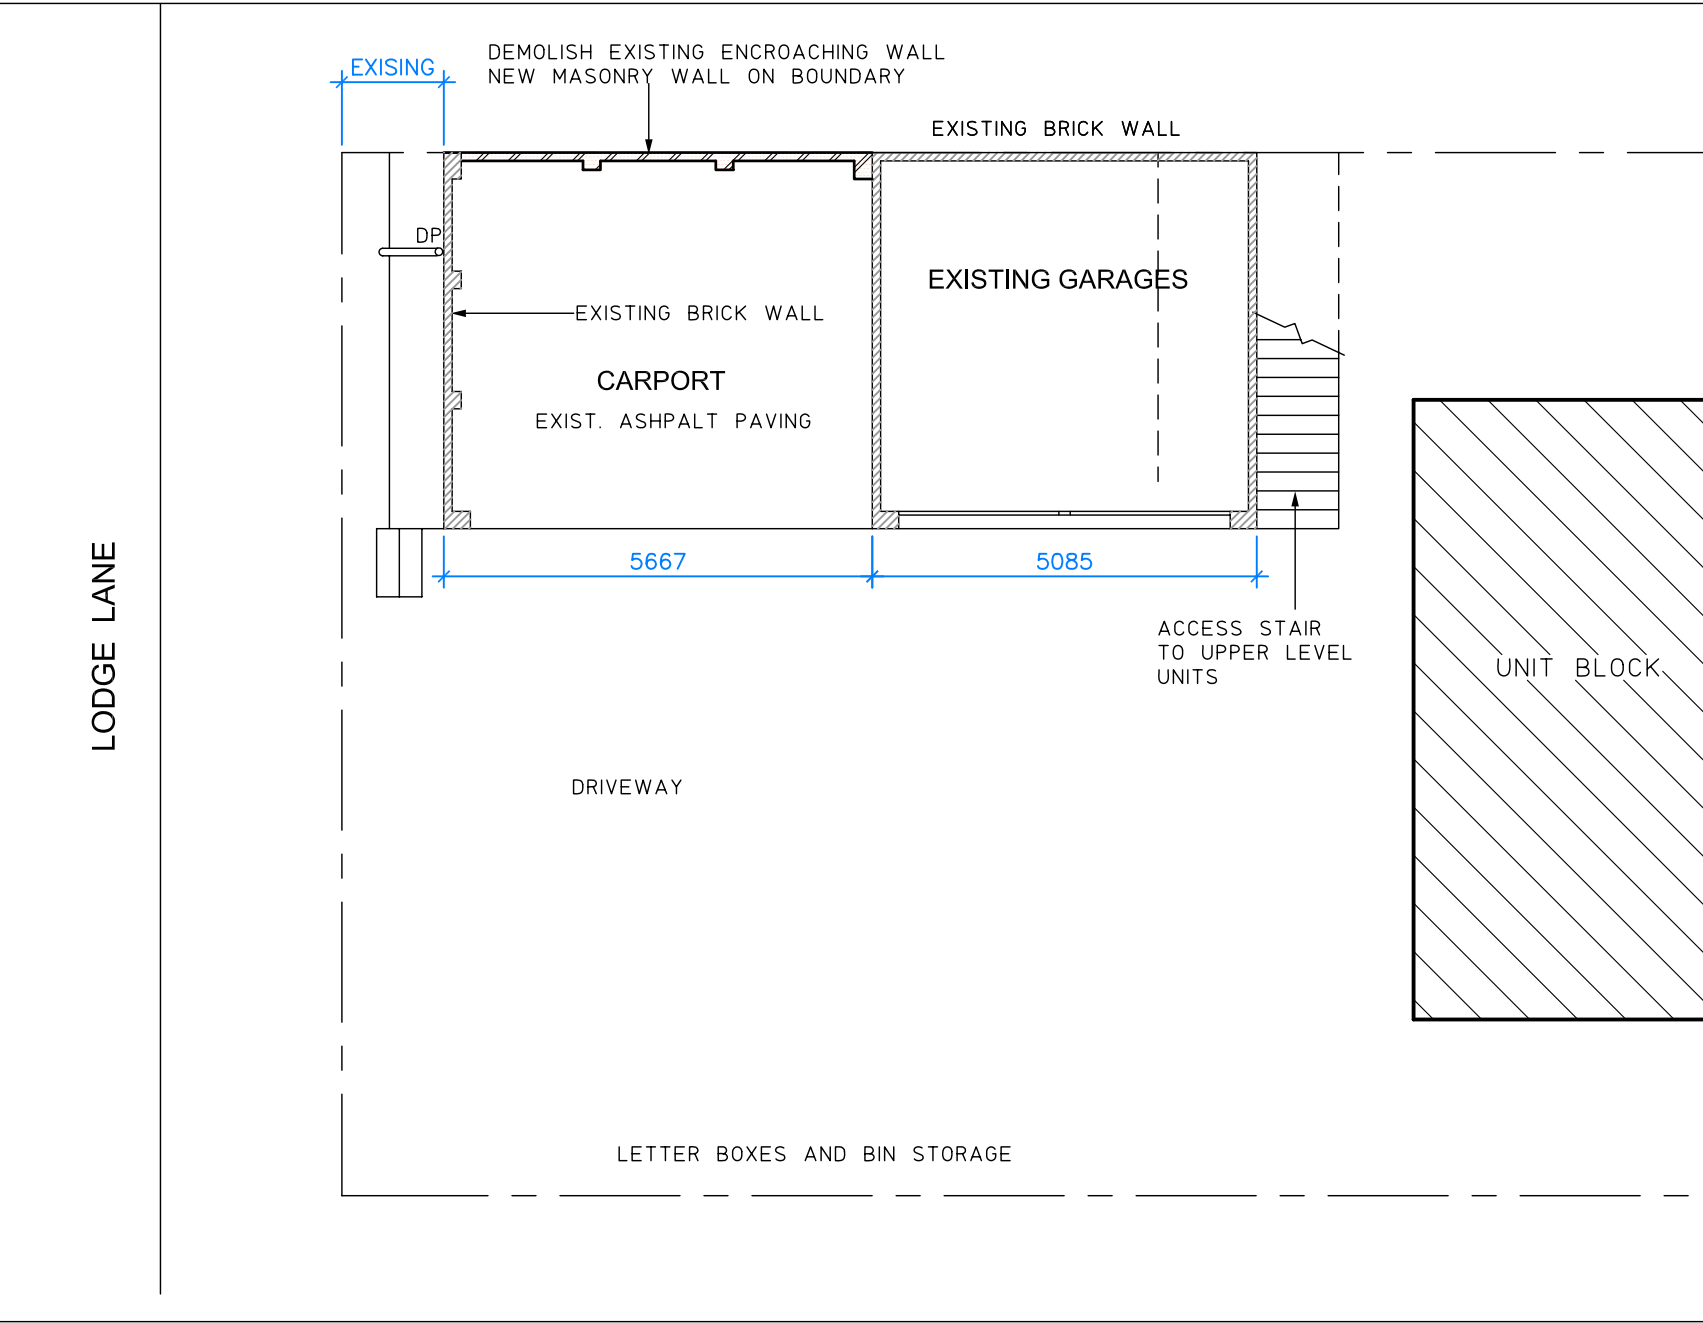 DEMOLISH EXISTING ENCROACHING WALL
NEW MASONRY WALL ON BOUNDARY
EXISING
EXISTING BRICK WALL
DP
EXISTING GARAGES
EXISTING BRICK WALL
CARPORT
EXIST. ASHPALT PAVING
5667
5085
ACCESS STAIR
TO UPPER LEVEL
UNITS
LODGE LANE
UNIT BLOCK
DRIVEWAY
LETTER BOXES AND BIN STORAGE